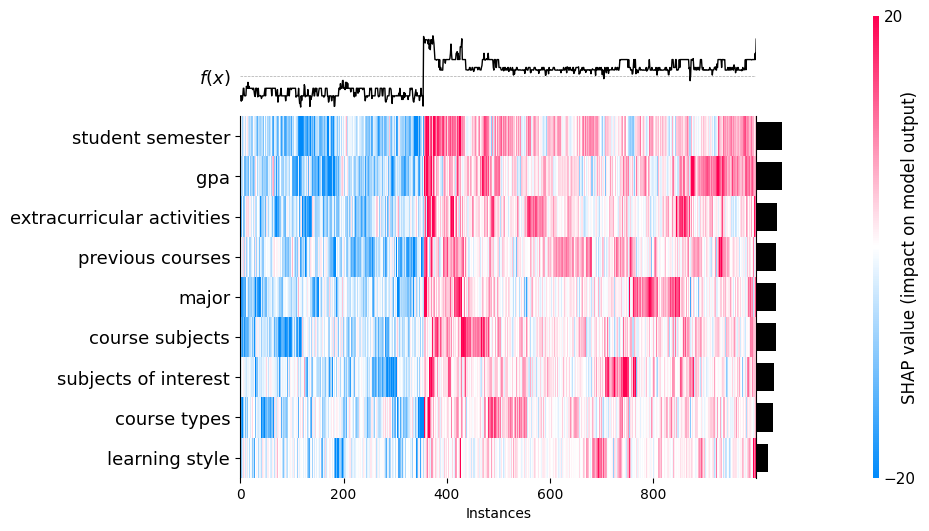 f(x)
student semester
gpa
extracurricular activities
previous courses
major
course subjects
subjects of interest
course types
learning style
0 200 400 600 800
Instances
20
SHAP value (impact on model output)
−20